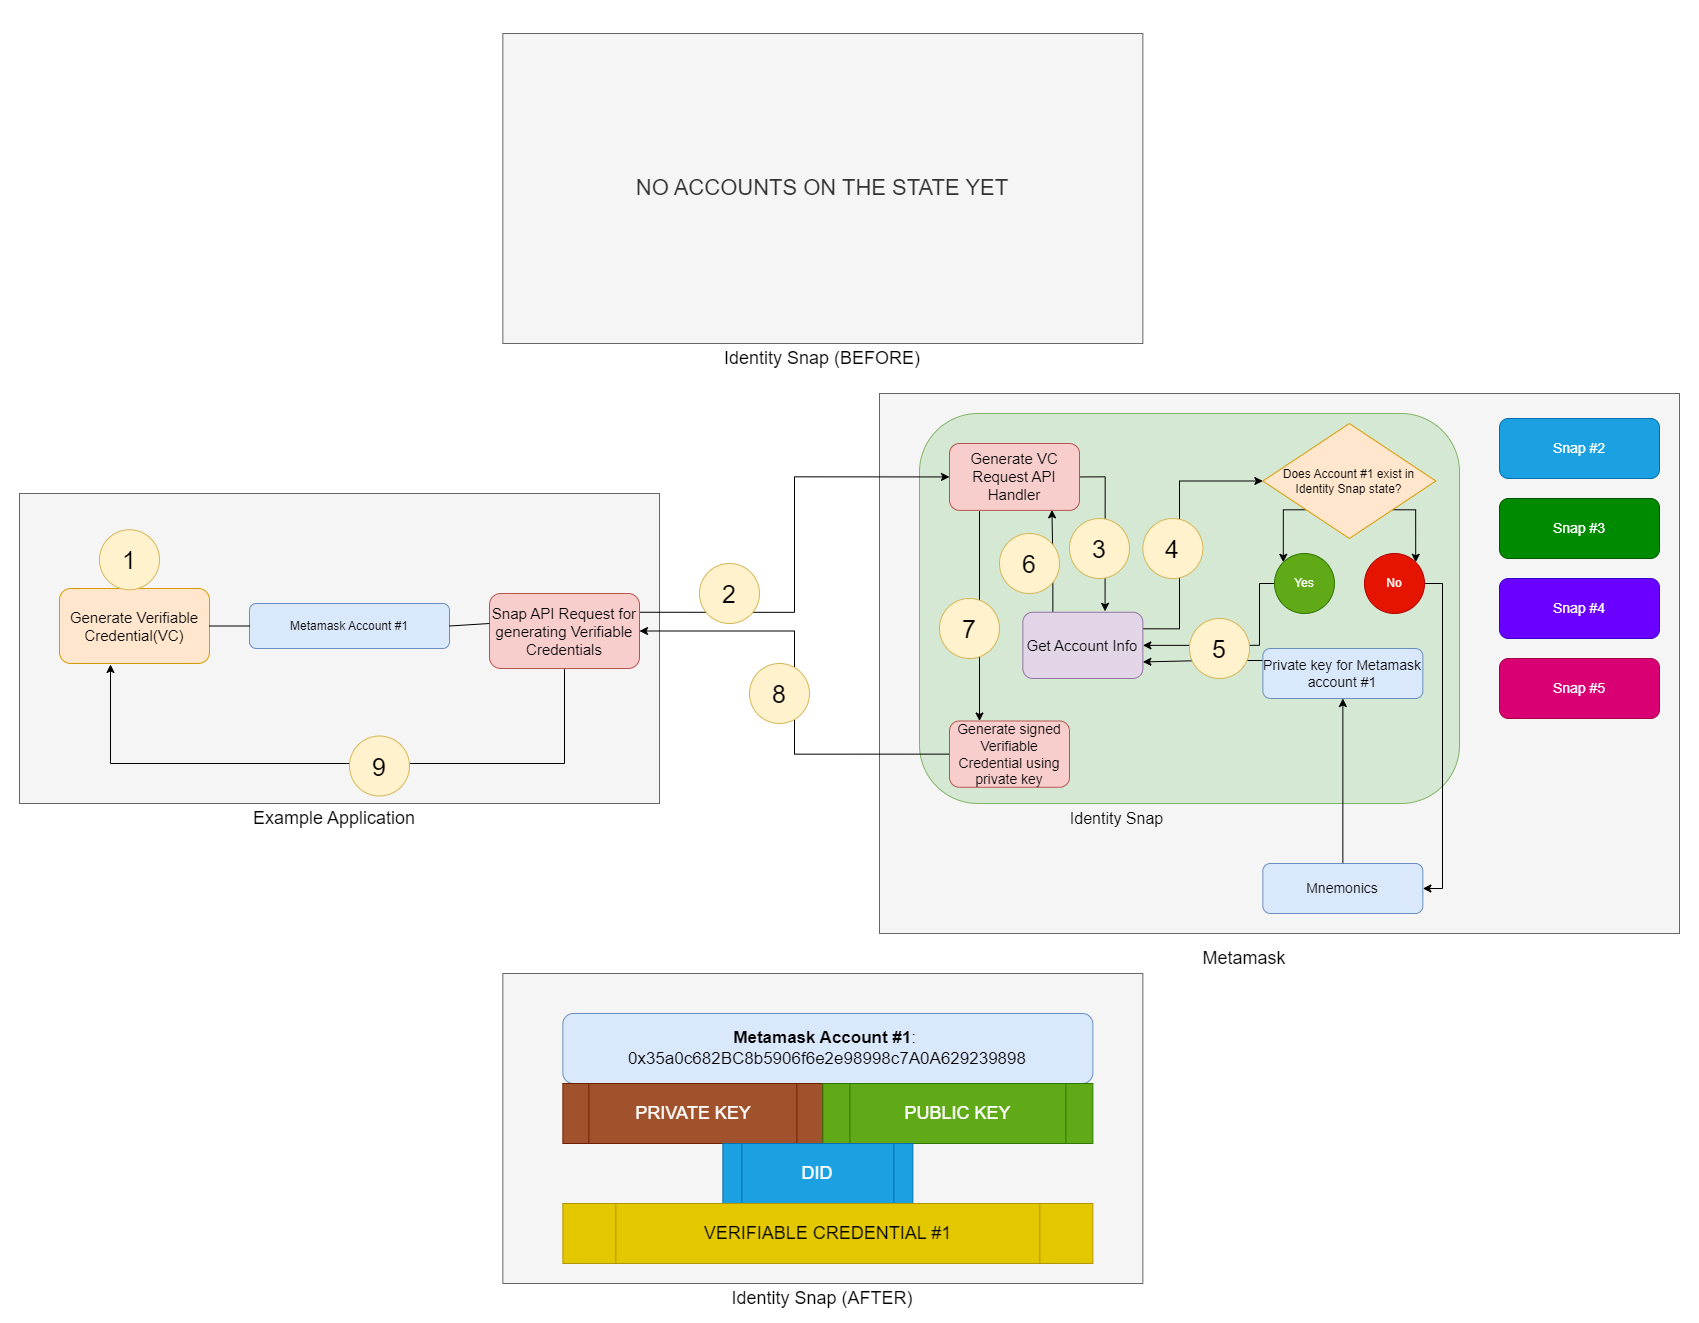 NO ACCOUNTS ON THE STATE YET
Identity Snap (BEFORE)
1
Generate Verifiable
Credential(VC)
Metamask Account #1
Snap API Request for
generating Verifiable
Credentials
9
Example Application
2
8
Generate VC
Request API
Handler
6
3
4
7
Get Account Info
5
Does Account #1 exist in
Identity Snap state?
Yes
No
Private key for Metamask
account #1
Generate signed
Verifiable
Credential using
private key
Identity Snap
Mnemonics
Snap #2
Snap #3
Snap #4
Snap #5
Metamask
Metamask Account #1:
0x35a0c682BC8b5906f6e2e98998c7A0A629239898
PRIVATE KEY
PUBLIC KEY
DID
VERIFIABLE CREDENTIAL #1
Identity Snap (AFTER)